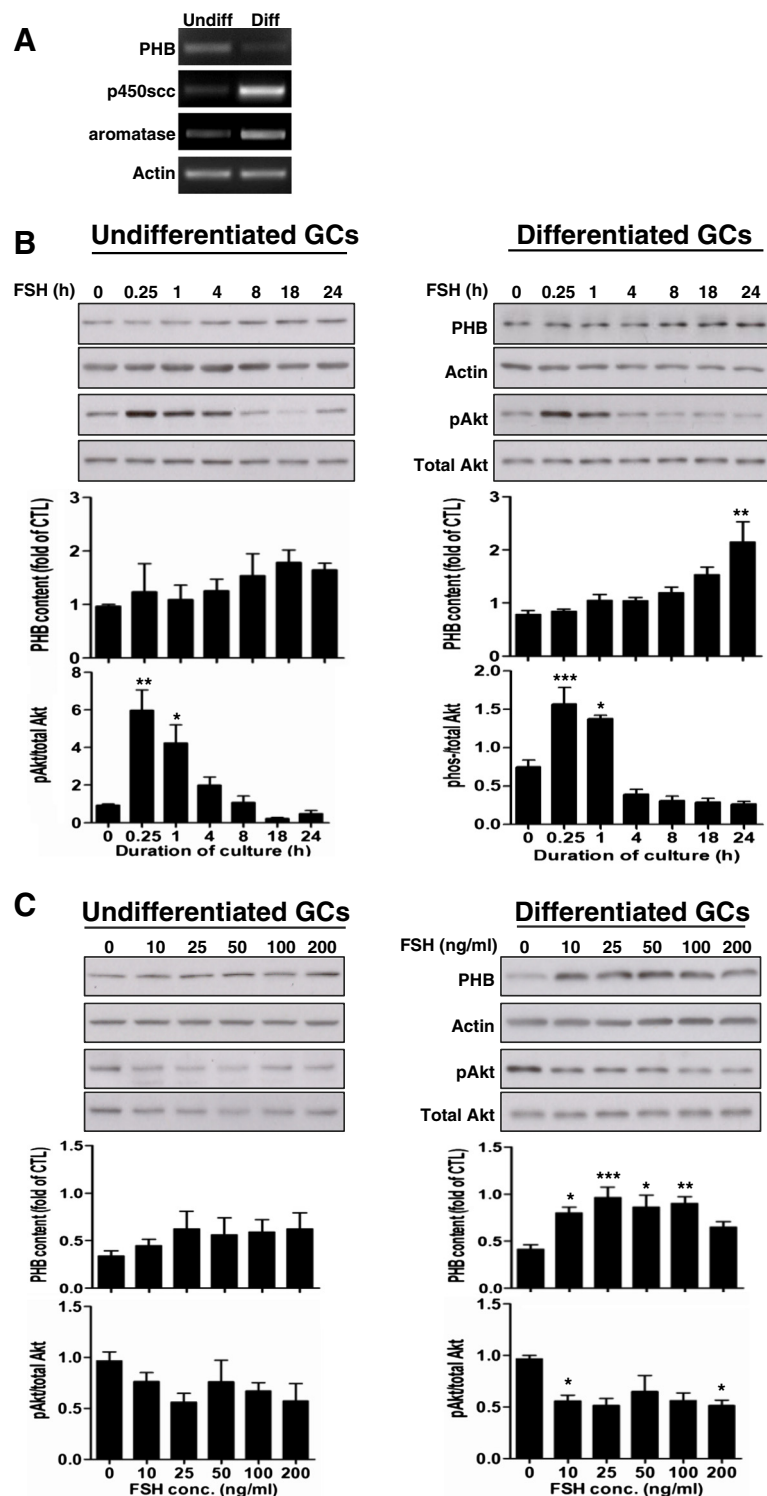 A
Undiff Diff
PHB
p450scc
aromatase
Actin
B
Undifferentiated GCs
FSH (h) 0 0.25 1 4 8 18 24
Differentiated GCs
FSH (h) 0 0.25 1 4 8 18 24
PHB
Actin
pAkt
Total Akt
PHB content (fold of CTL)
3
2
1
0
PHB content (fold of CTL)
3
2
1
0
**
pAkt/total Akt
8
6
4
2
0
** *
0 0.25 1 4 8 18 24
Duration of culture (h)
phos-/total Akt
2.0
1.5
1.0
0.5
0.0
*** *
0 0.25 1 4 8 18 24
Duration of culture (h)
C
Undifferentiated GCs
0 10 25 50 100 200
Differentiated GCs
FSH (ng/ml) 0 10 25 50 100 200
PHB
Actin
pAkt
Total Akt
PHB content (fold of CTL)
1.5
1.0
0.5
0.0
PHB content (fold of CTL)
1.5
1.0
0.5
0.0
* *** * **
pAkt/total Akt
1.5
1.0
0.5
0.0
0 10 25 50 100 200
FSH conc. (ng/ml)
pAkt/total Akt
1.5
1.0
0.5
0.0
* *
0 10 25 50 100 200
FSH conc. (ng/ml)